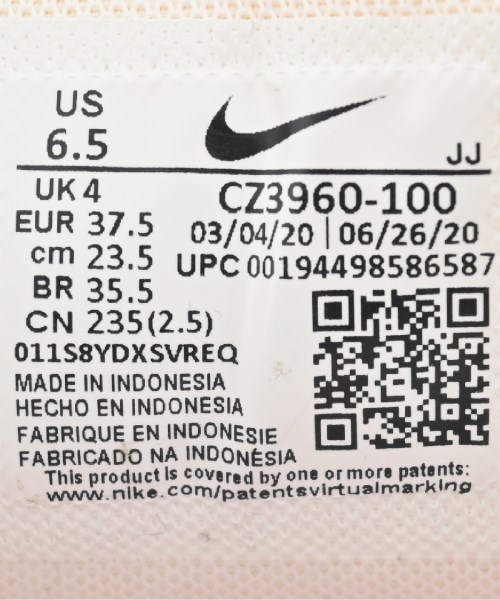 US
6.5
JJ
UK 4
EUR 37.5
cm 23.5
BR 35.5
CN 235(2.5)
CZ3960-100
03/04/20 | 06/26/20
UPC 00194498586587
011S8YDXSVREQ
MADE IN INDONESIA
HECHO EN INDONESIA
FABRIQUE EN INDONESIE
FABRICADO NA INDONÉSIA
This product is covered by one or more patents:
www.nike.com/patentsvirtualmarking